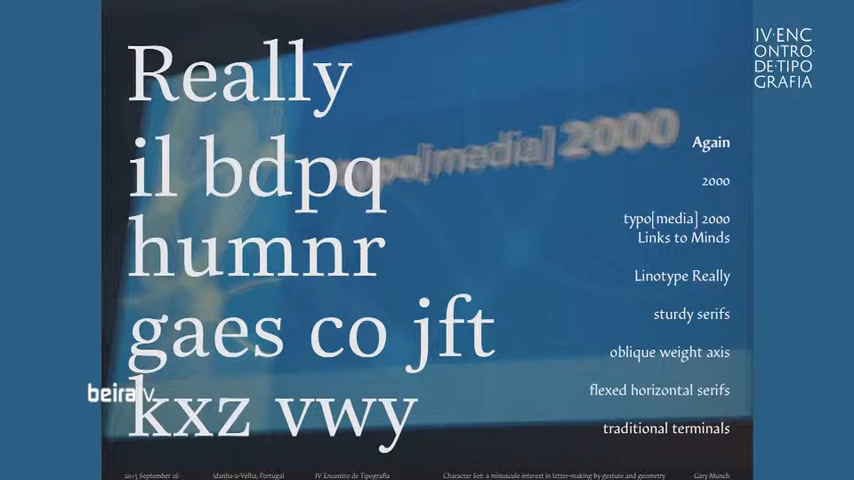 Really
il bdpq
humnr
gaes co jft
kxz vwy
typo[media] 2000
IV·ENC
ONTRO·
DE·TIPO
GRAFIA
Again
2000
typo[media] 2000
Links to Minds
Linotype Really
sturdy serifs
oblique weight axis
flexed horizontal serifs
traditional terminals
beira tv
2013 September 26 Idanha-a-Velha, Portugal IV Encontro de Tipografia Character Set: a minuscule interest in letter-making by gesture and geometry Gary Munch